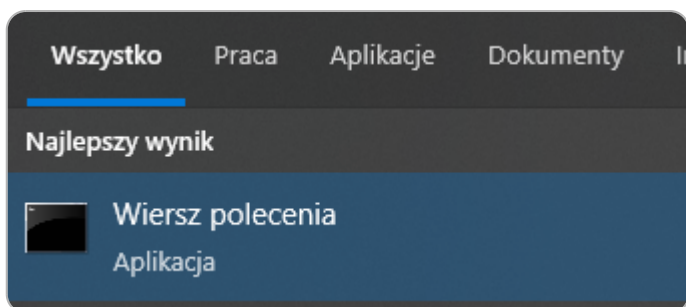 Wszystko Praca Aplikacje Dokumenty
Najlepszy wynik
Wiersz polecenia
Aplikacja